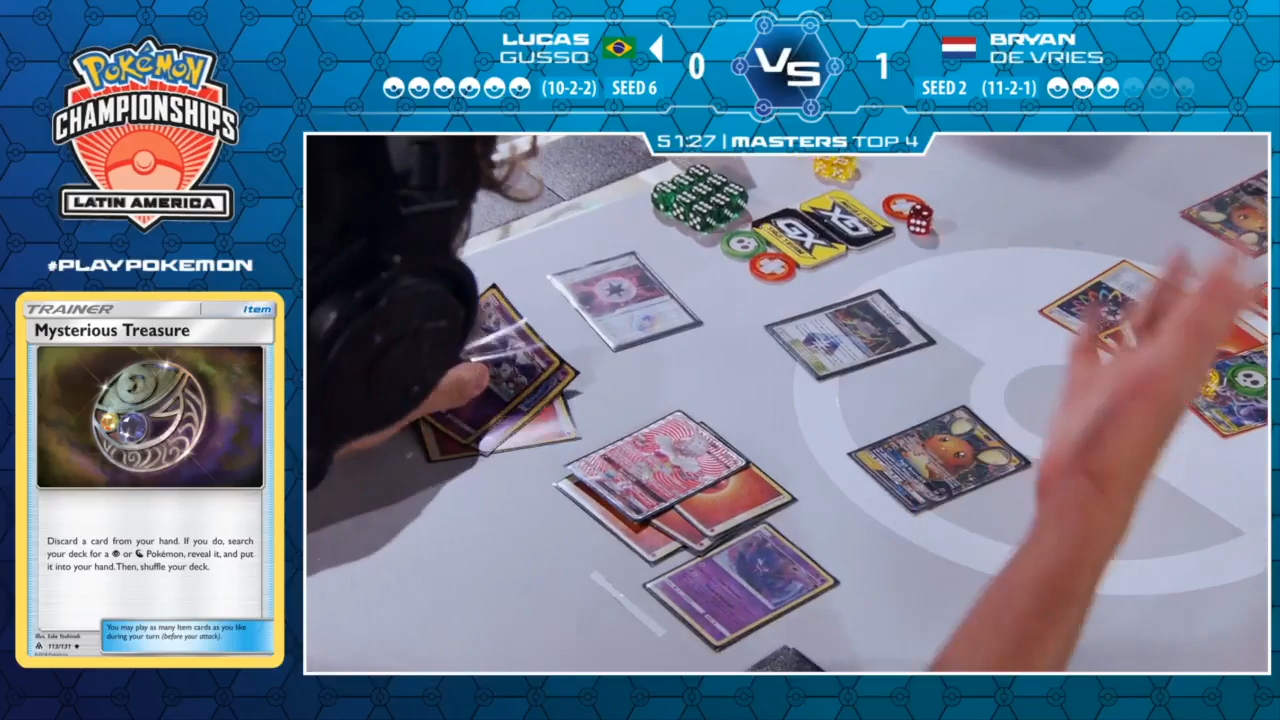 POKÉMON
CHAMPIONSHIPS
LATIN AMERICA
#PLAYPOKEMON
LUCAS
GUSSO
(10-2-2) SEED 6
0
VS
1
BRYAN
DE VRIES
SEED 2 (11-2-1)
51:27 | MASTERS TOP 4
TRAINER Item
Mysterious Treasure
Discard a card from your hand. If you do, search
your deck for a or Pokémon, reveal it, and put
it into your hand. Then, shuffle your deck.
You may play as many Item cards as you like
during your turn (before your attack).
113/131
GX
GX